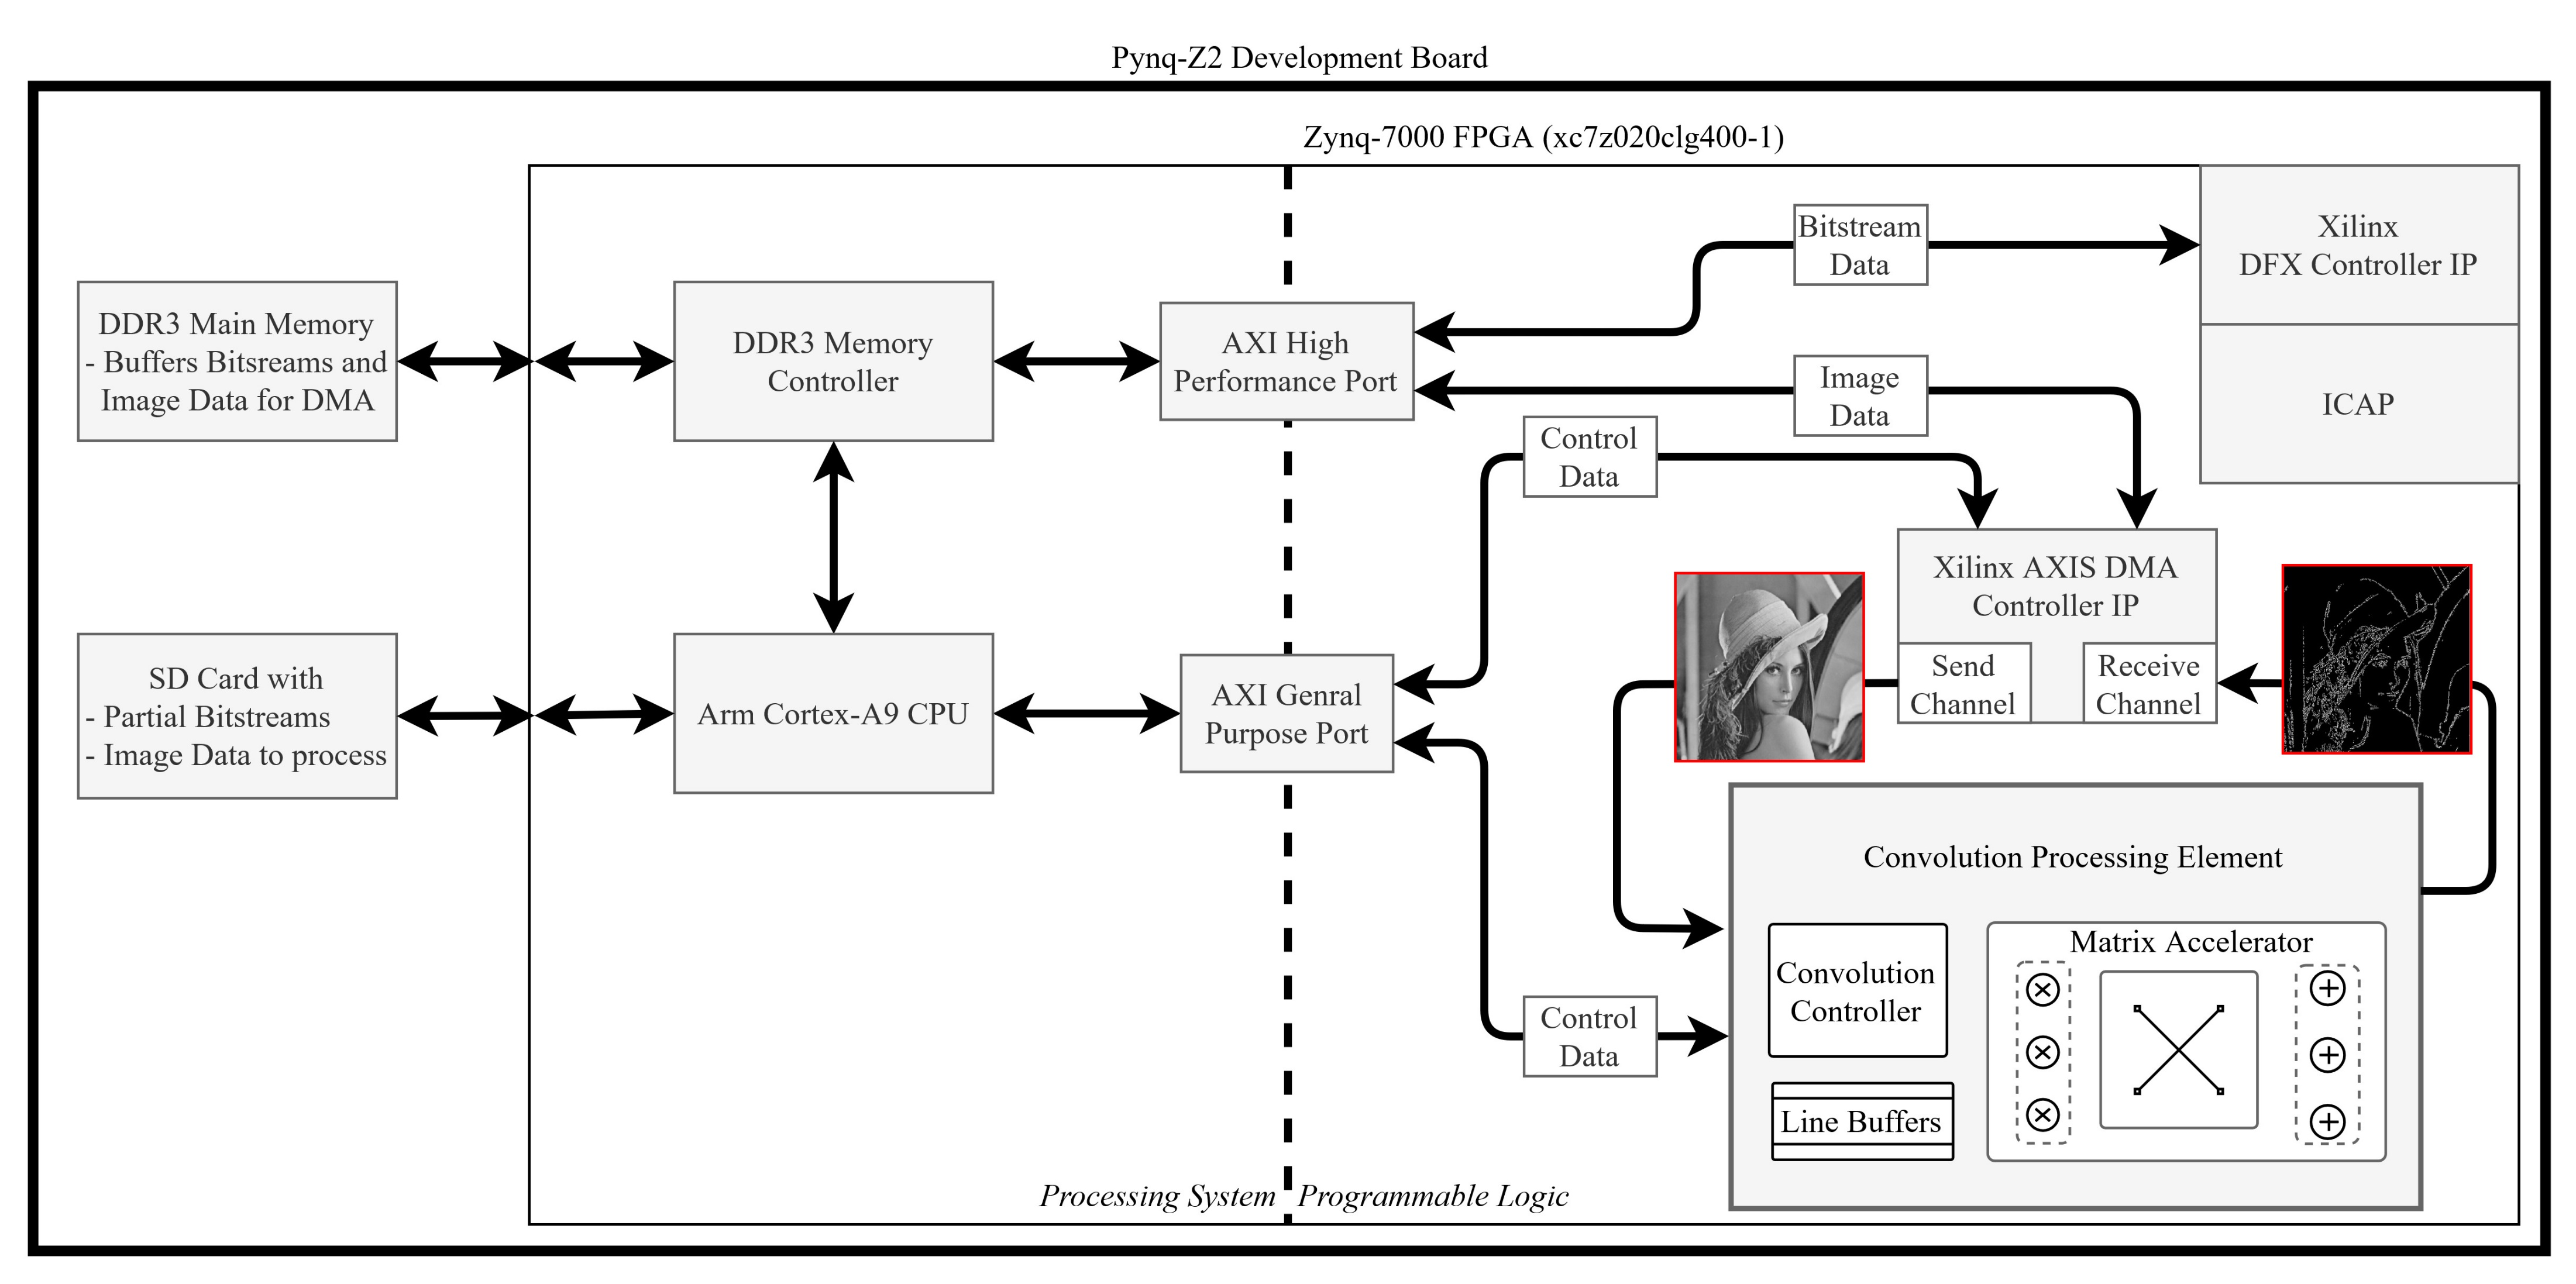 Pynq-Z2 Development Board
Zynq-7000 FPGA (xc7z020clg400-1)
Bitstream
Data
Xilinx
DFX Controller IP
DDR3 Main Memory
- Buffers Bitsreams and
Image Data for DMA
DDR3 Memory
Controller
AXI High
Performance Port
Image
Data
ICAP
Control
Data
Xilinx AXIS DMA
Controller IP
Send
Channel
Receive
Channel
SD Card with
- Partial Bitstreams
- Image Data to process
Arm Cortex-A9 CPU
AXI Genral
Purpose Port
Convolution Processing Element
Convolution
Controller
Matrix Accelerator
Control
Data
Line Buffers
Processing System
Programmable Logic